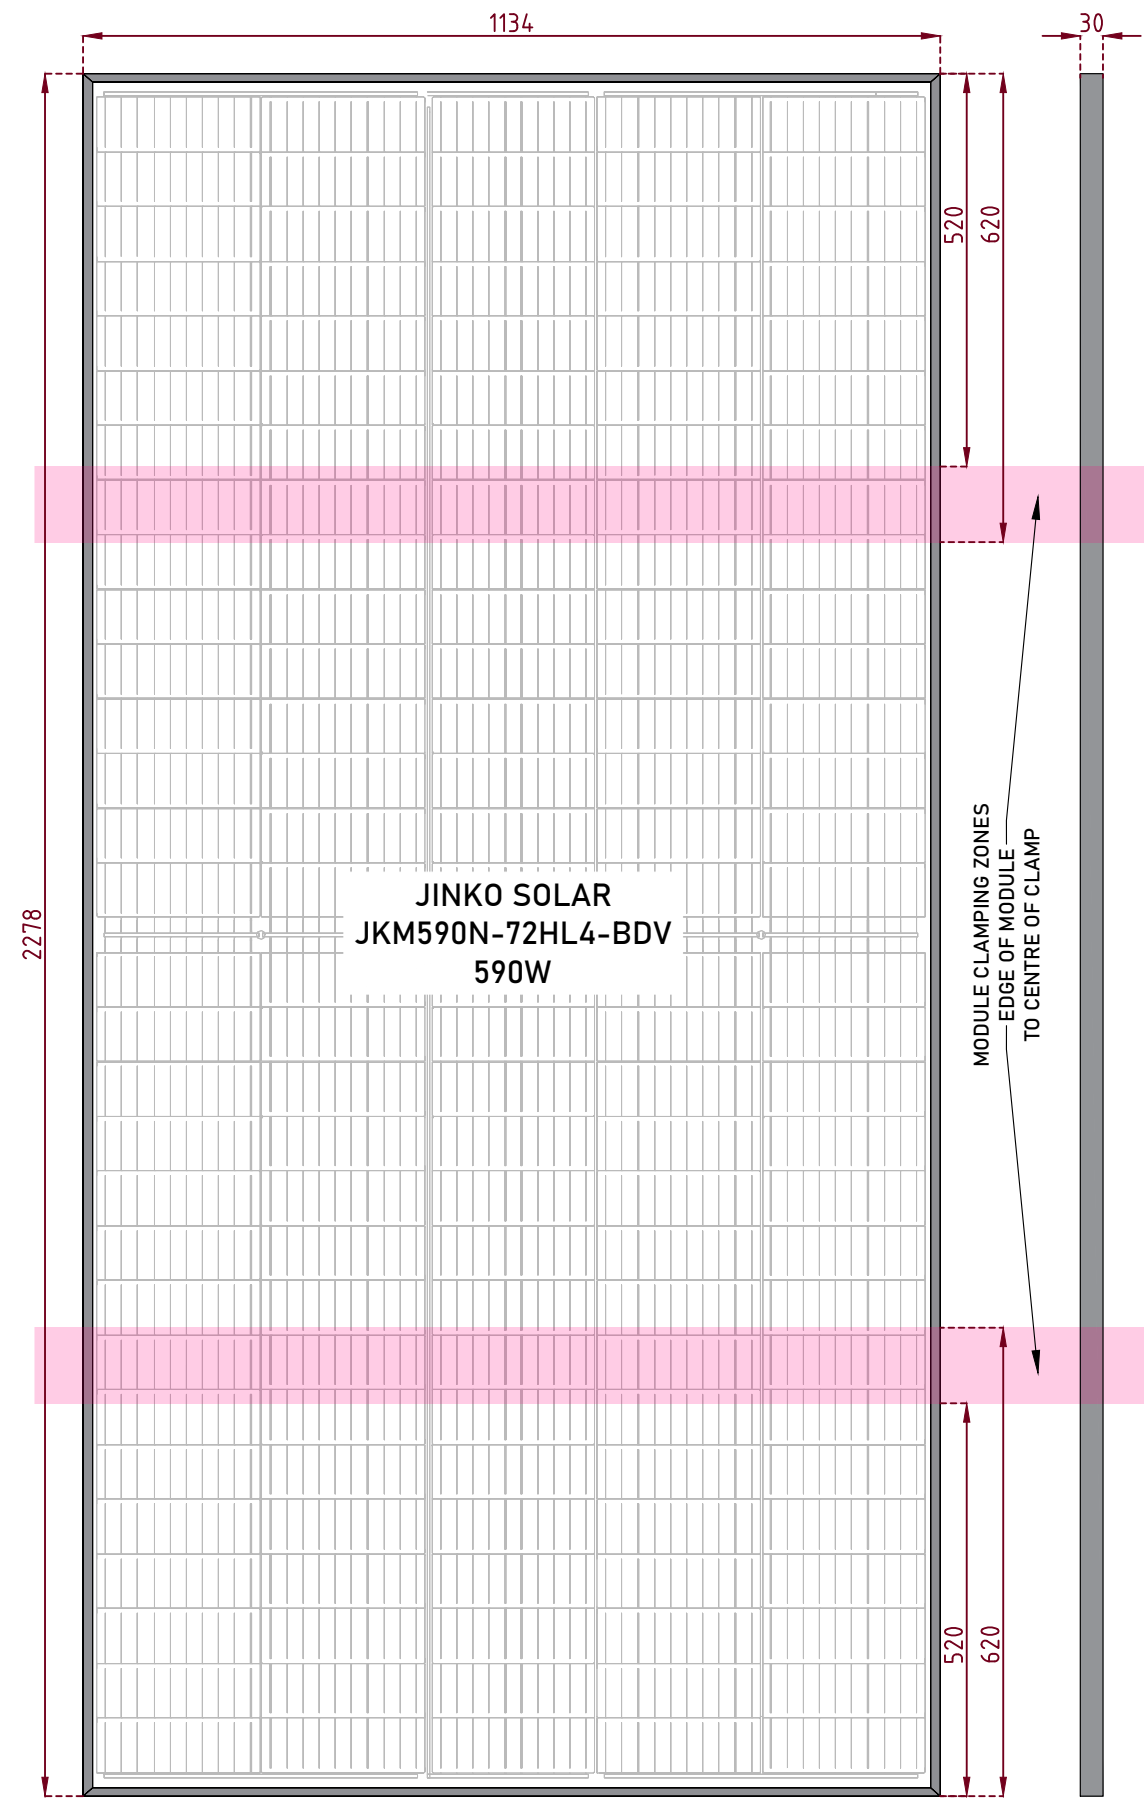 1134
30
520
620
JINKO SOLAR
JKM590N-72HL4-BDV
590W
2278
MODULE CLAMPING ZONES
EDGE OF MODULE
TO CENTRE OF CLAMP
520
620